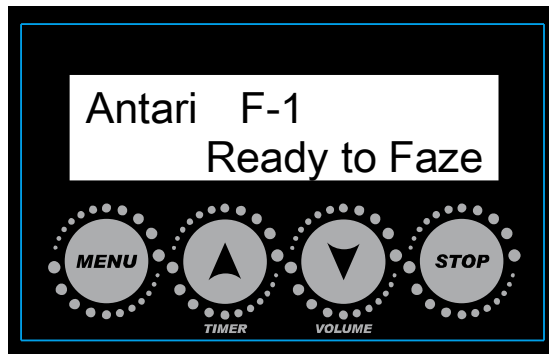 Antari F-1
Ready to Faze
MENU
STOP
TIMER
VOLUME